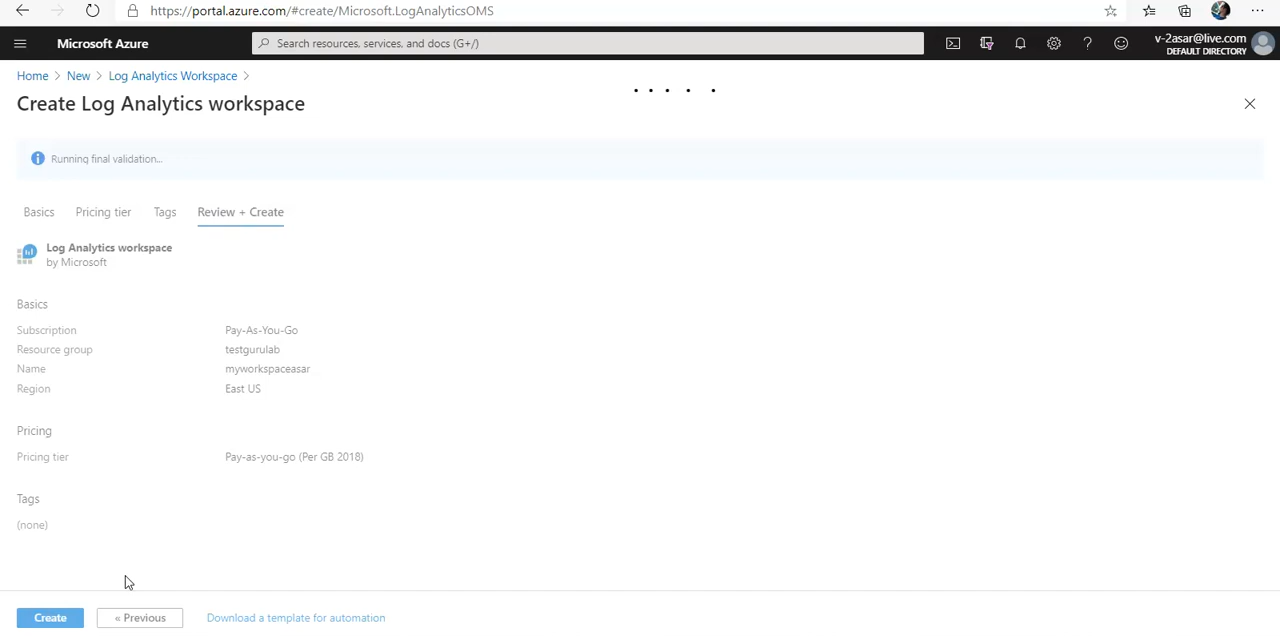 https://portal.azure.com/#create/Microsoft.LogAnalyticsOMS
Microsoft Azure
Search resources, services, and docs (G+/)
v-2asar@live.com
DEFAULT DIRECTORY
Home > New > Log Analytics Workspace >
Create Log Analytics workspace
Running final validation...
Basics Pricing tier Tags Review + Create
Log Analytics workspace
by Microsoft
Basics
Subscription Pay-As-You-Go
Resource group testgurulab
Name myworkspaceasar
Region East US
Pricing
Pricing tier Pay-as-you-go (Per GB 2018)
Tags
(none)
Create « Previous Download a template for automation